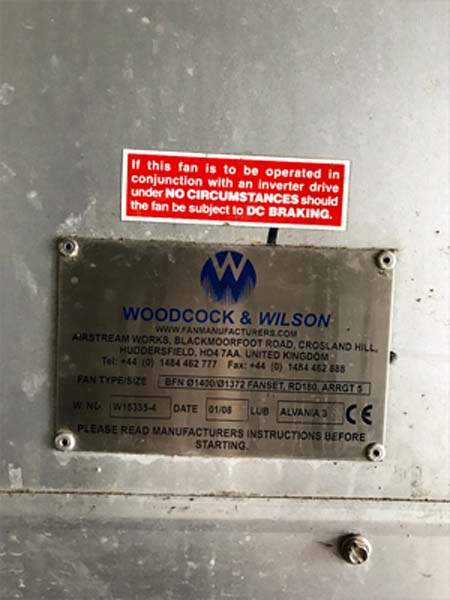 If this fan is to be operated in
conjunction with an inverter drive
under NO CIRCUMSTANCES should
the fan be subject to DC BRAKING.
W
WOODCOCK & WILSON
WWW.FANMANUFACTURERS.COM
AIRSTREAM WORKS, BLACKMOORFOOT ROAD, CROSLAND HILL,
HUDDERSFIELD, HD4 7AA. UNITED KINGDOM
Tel: +44 (0) 1484 462 777 Fax: +44 (0) 1484 462 888
FAN TYPE/SIZE BFN Ø1400/Ø1372 FANSET, RD180, ARRGT 5
W. NO. W15335-4 DATE 01/08 LUB ALVANIA 3 CE
PLEASE READ MANUFACTURERS INSTRUCTIONS BEFORE
STARTING.